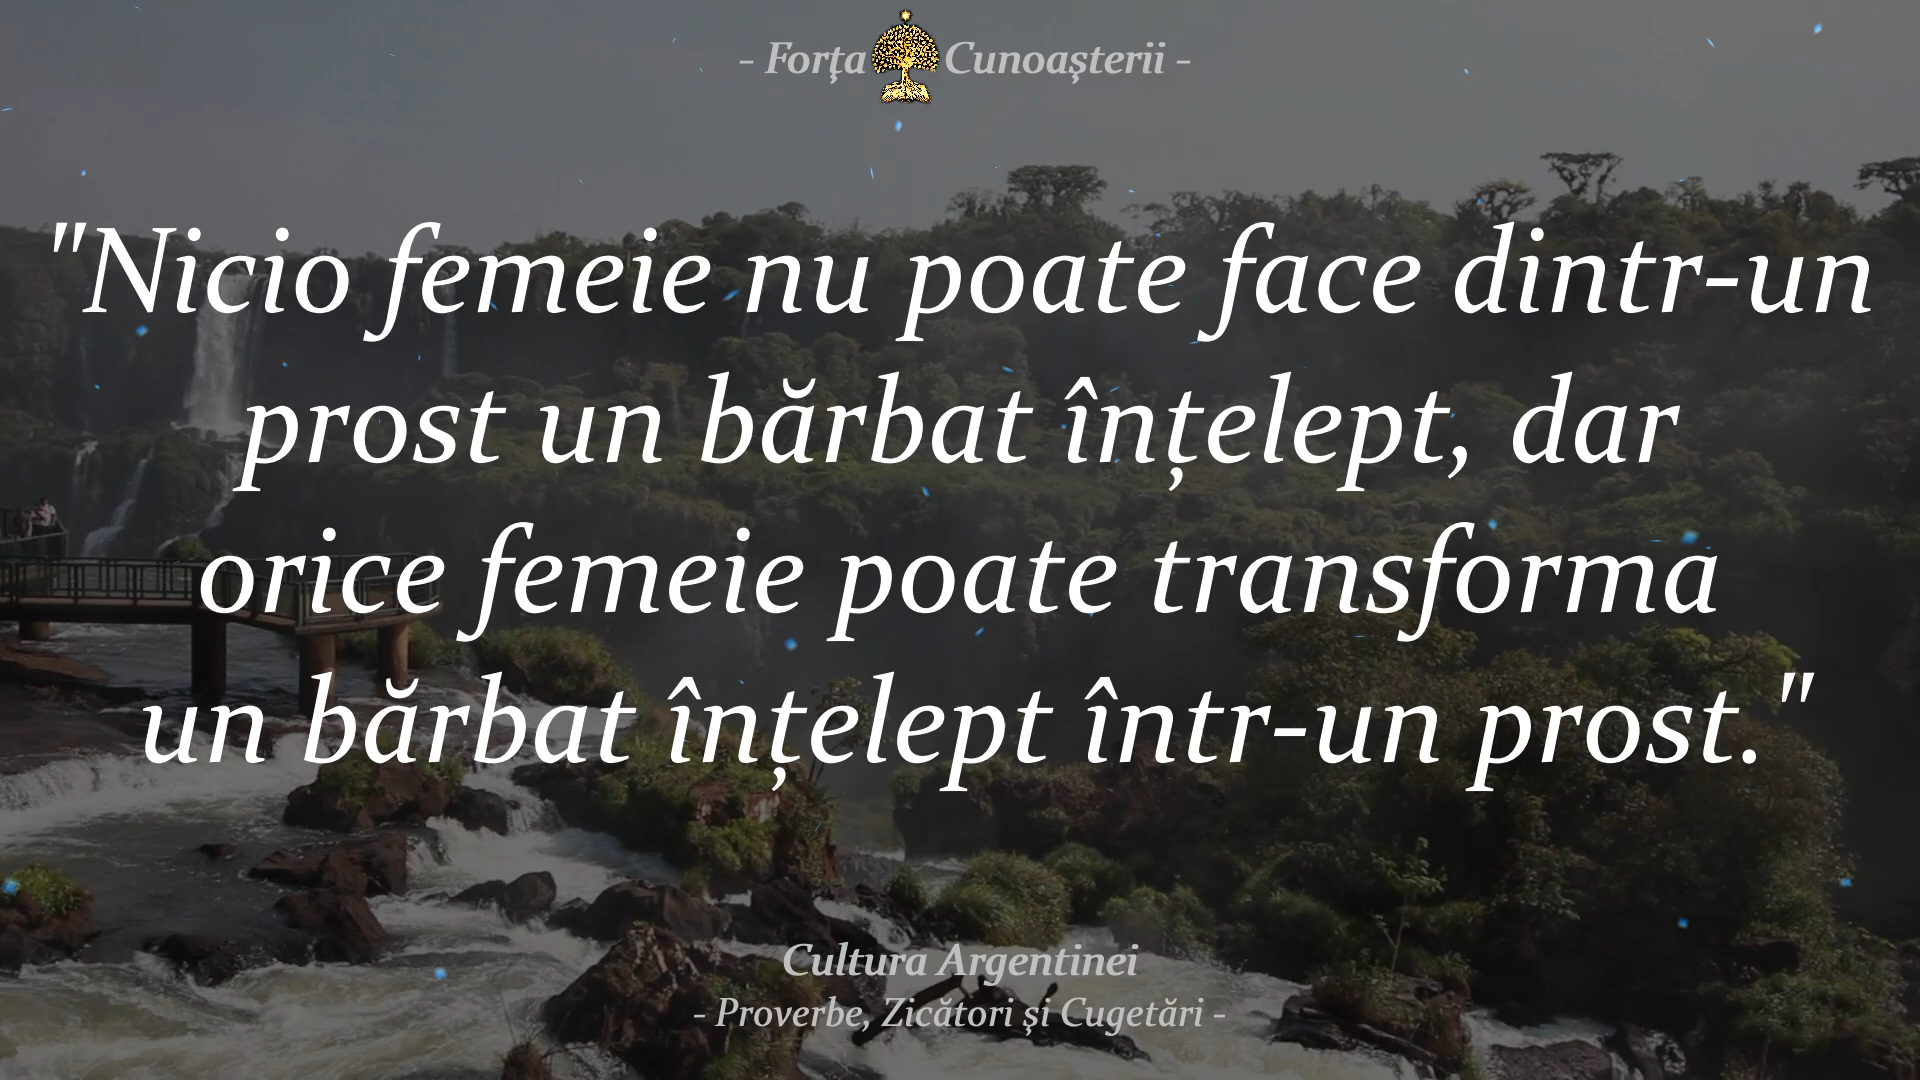 - Forţa Cunoaşterii -
"Nicio femeie nu poate face dintr-un
prost un bărbat înțelept, dar
orice femeie poate transforma
un bărbat înțelept într-un prost."
Cultura Argentinei
- Proverbe, Zicători şi Cugetări -